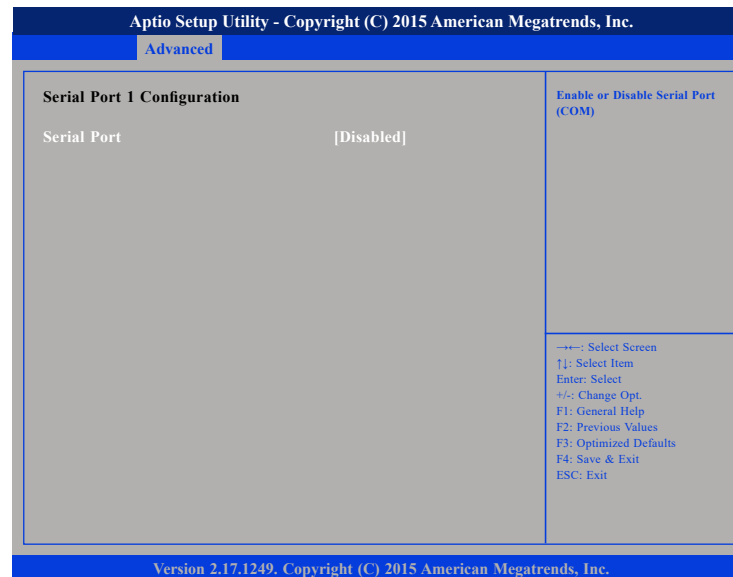 Aptio Setup Utility - Copyright (C) 2015 American Megatrends, Inc.
Advanced
Serial Port 1 Configuration
Serial Port [Disabled]
Enable or Disable Serial Port
(COM)
→←: Select Screen
↑↓: Select Item
Enter: Select
+/-: Change Opt.
F1: General Help
F2: Previous Values
F3: Optimized Defaults
F4: Save & Exit
ESC: Exit
Version 2.17.1249. Copyright (C) 2015 American Megatrends, Inc.